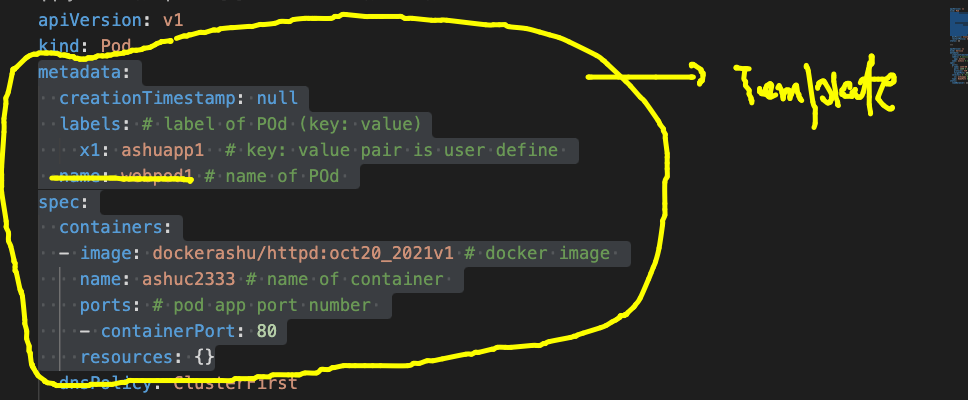 apiVersion: v1
kind: Pod
metadata:
creationTimestamp: null
labels: # label of POd (key: value)
x1: ashuapp1 # key: value pair is user define
name: webpod1 # name of POd
spec:
containers:
- image: dockerashu/httpd:oct20_2021v1 # docker image
name: ashuc2333 # name of container
ports: # pod app port number
- containerPort: 80
resources: {}
dnsPolicy: ClusterFirst
Template